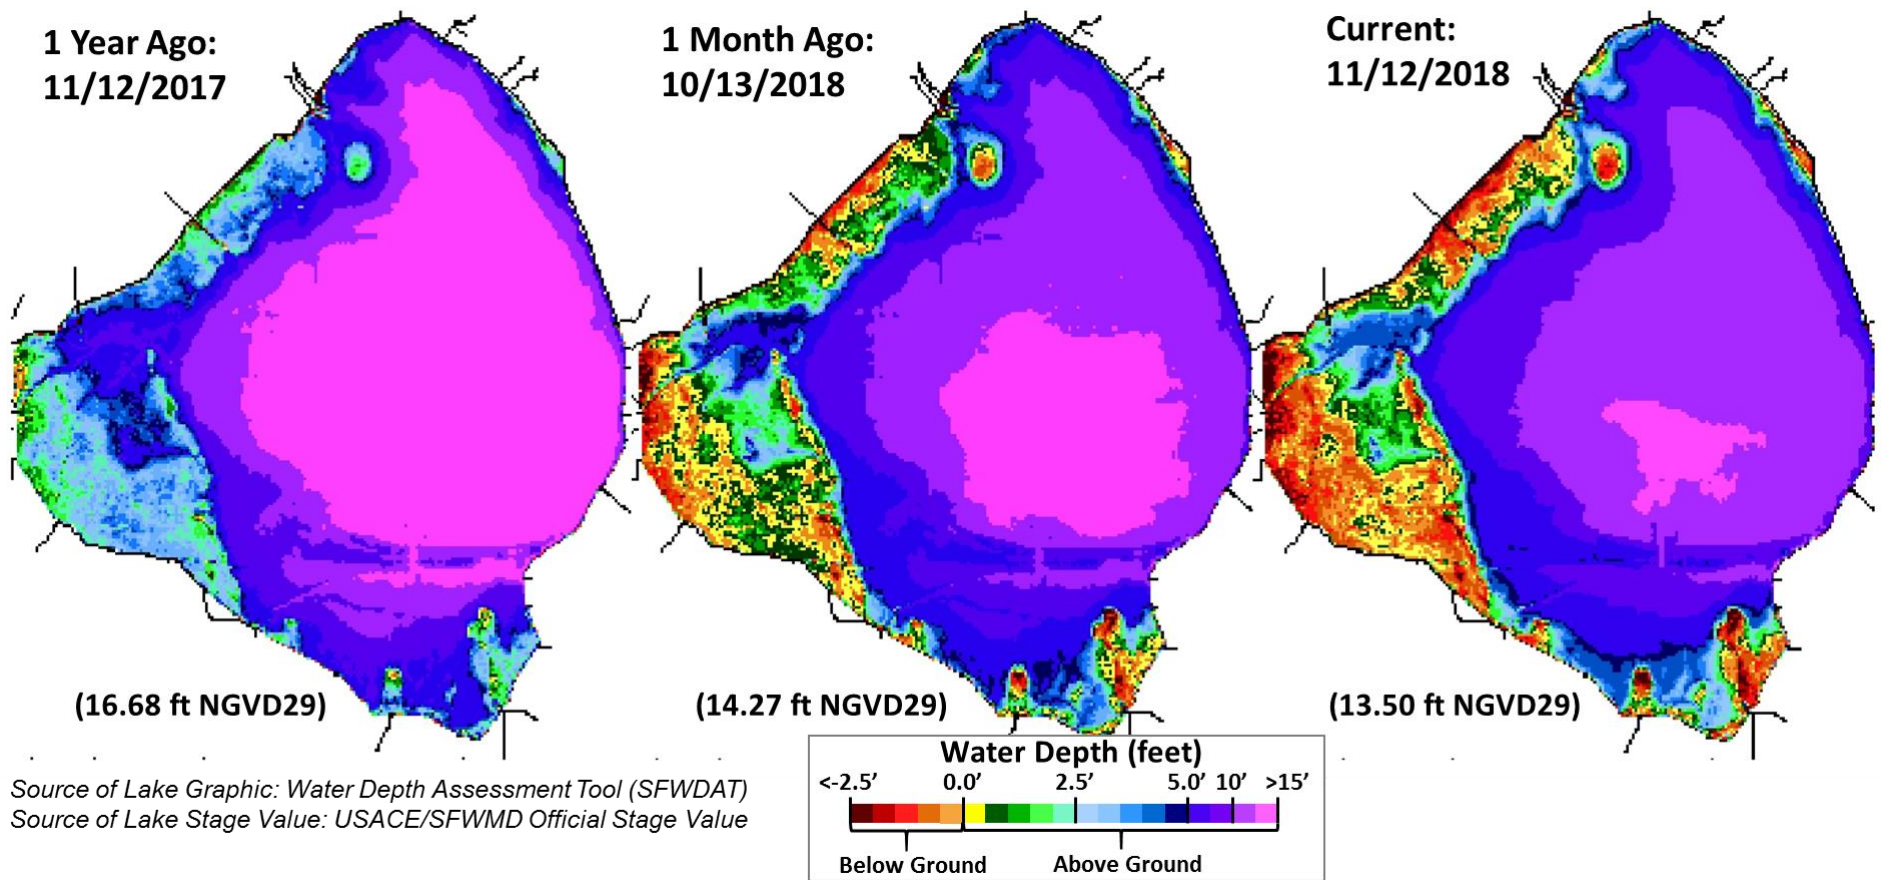 1 Year Ago:
11/12/2017
1 Month Ago:
10/13/2018
Current:
11/12/2018
(16.68 ft NGVD29)
(14.27 ft NGVD29)
(13.50 ft NGVD29)
Water Depth (feet)
<-2.5’ 0.0’ 2.5’ 5.0’ 10’ >15’
Below Ground Above Ground
Source of Lake Graphic: Water Depth Assessment Tool (SFWDAT)
Source of Lake Stage Value: USACE/SFWMD Official Stage Value